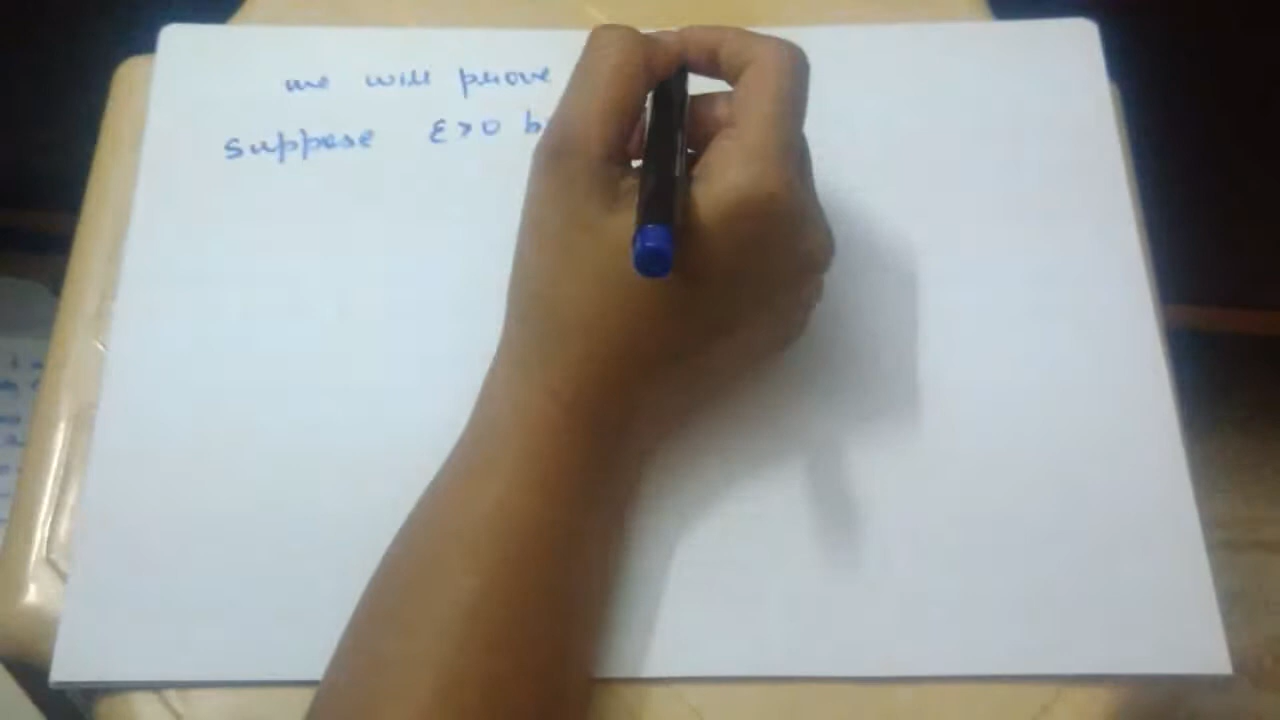 we will prove
suppose ε>0 b